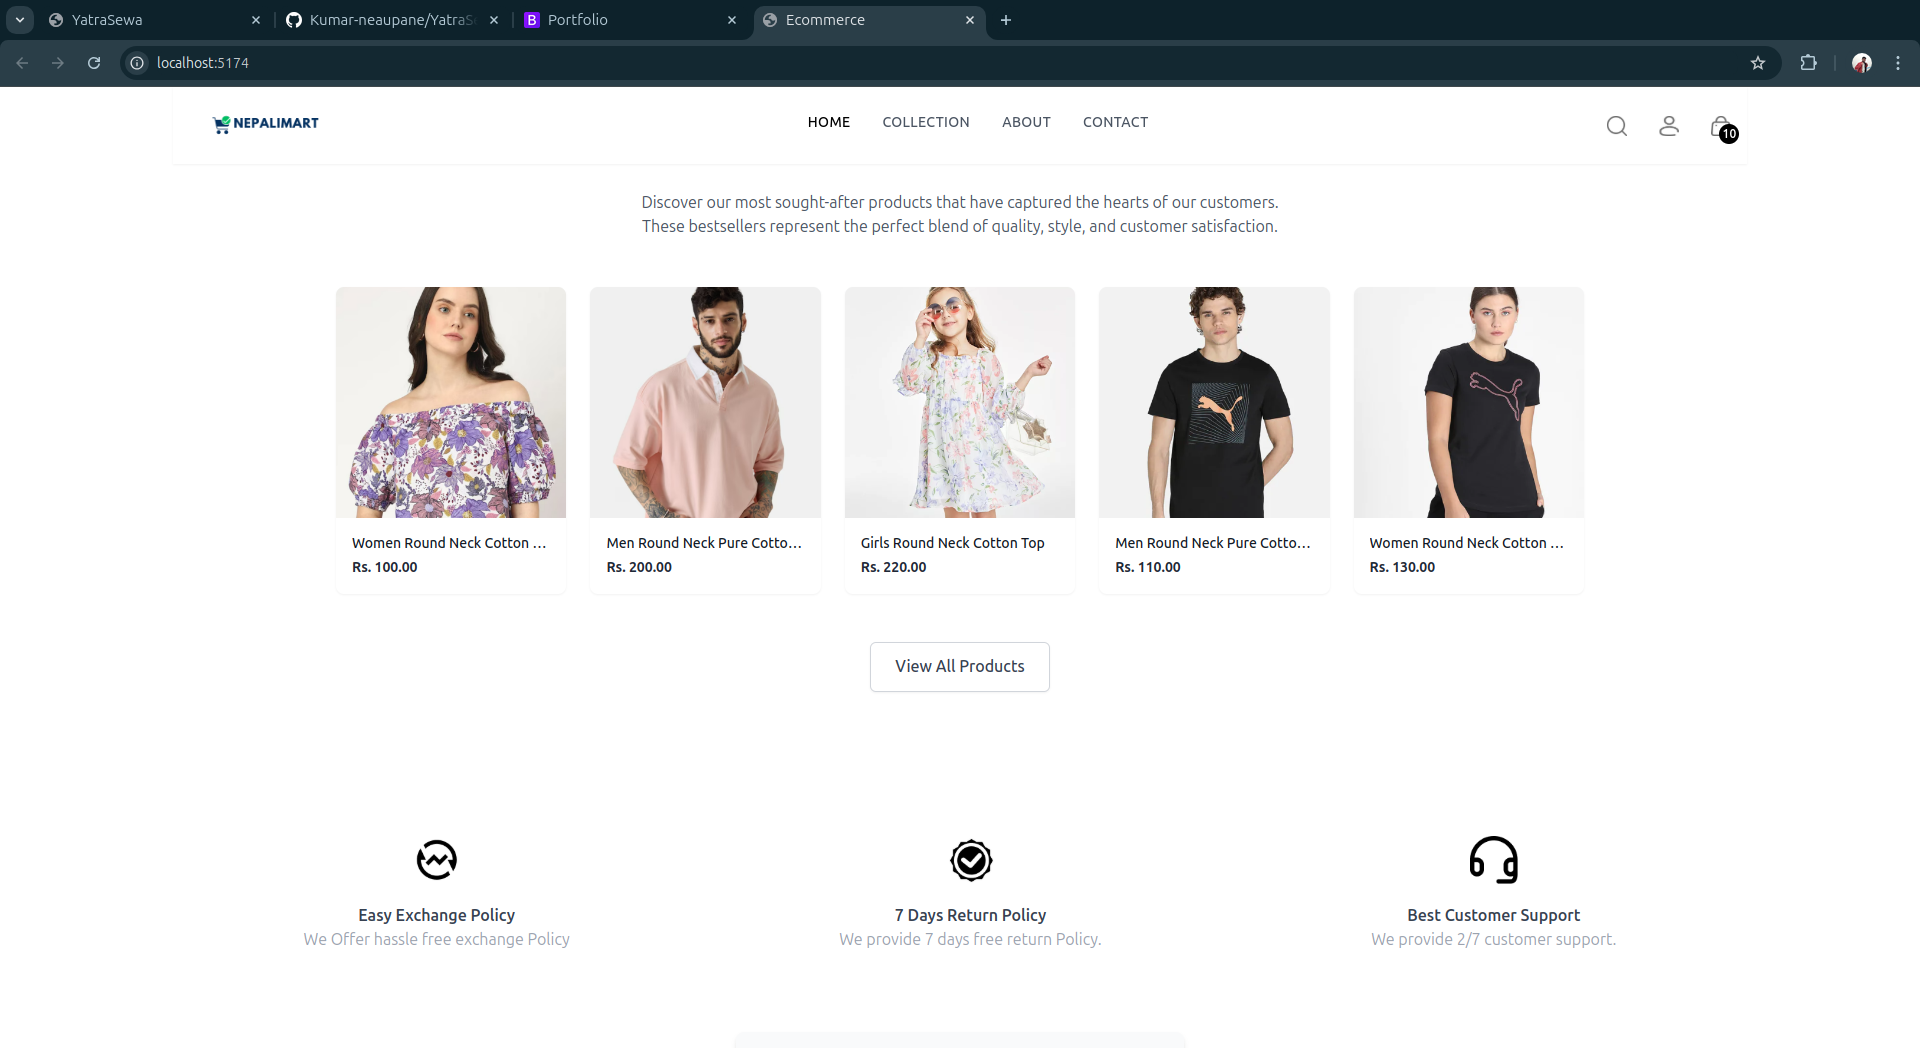 YatraSewa
Kumar-neaupane/YatraSe
Portfolio
Ecommerce
localhost:5174
NEPALIMART
HOME
COLLECTION
ABOUT
CONTACT
10
Discover our most sought-after products that have captured the hearts of our customers.
These bestsellers represent the perfect blend of quality, style, and customer satisfaction.
Women Round Neck Cotton ...
Rs. 100.00
Men Round Neck Pure Cotto...
Rs. 200.00
Girls Round Neck Cotton Top
Rs. 220.00
Men Round Neck Pure Cotto...
Rs. 110.00
Women Round Neck Cotton ...
Rs. 130.00
View All Products
Easy Exchange Policy
We Offer hassle free exchange Policy
7 Days Return Policy
We provide 7 days free return Policy.
Best Customer Support
We provide 2/7 customer support.